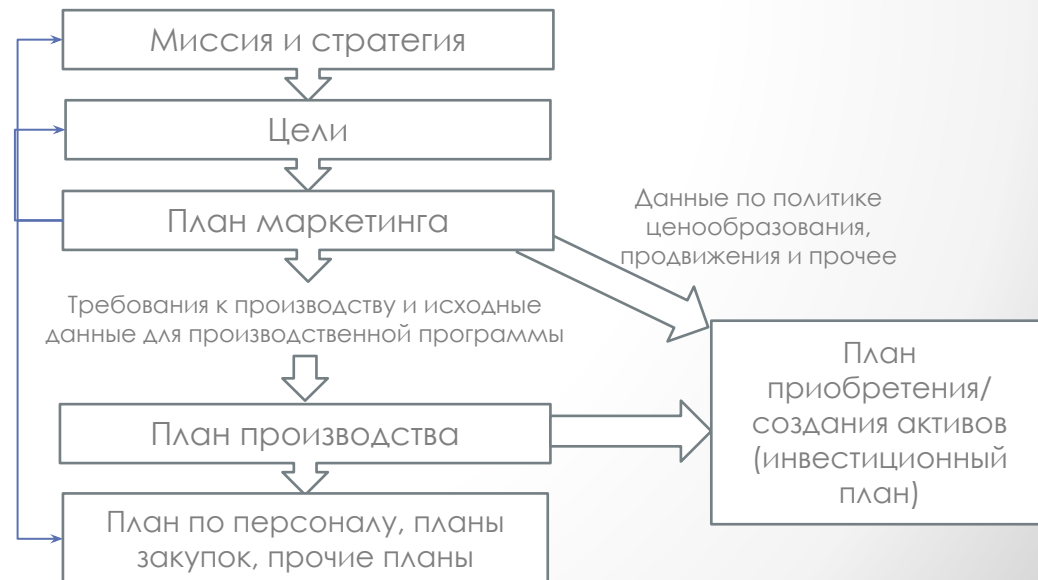 Миссия и стратегия
Цели
План маркетинга
Данные по политике
ценообразования,
продвижения и прочее
Требования к производству и исходные
данные для производственной программы
План производства
План
приобретения/
создания активов
(инвестиционный
план)
План по персоналу, планы
закупок, прочие планы